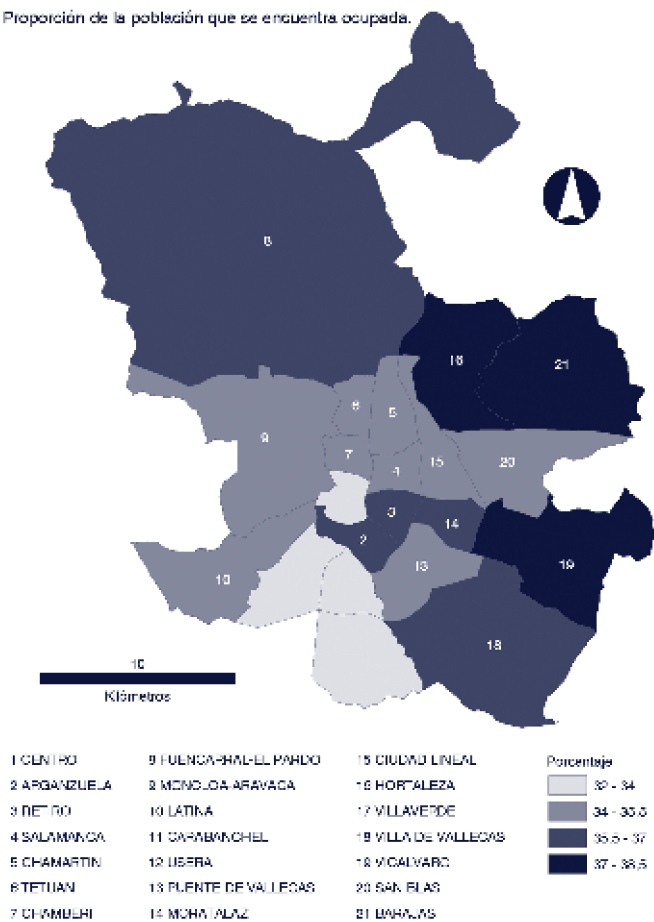 Proporción de la población que se encuentra ocupada.
8
16
21
6
5
9
7
4
15
20
3
14
2
13
19
10
18
10
Kilómetros
1 CENTRO
2 ARGANZUELA
3 RETIRO
4 SALAMANCA
5 CHAMARTIN
6 TETUAN
7 CHAMBERI
8 FUENCARRAL-EL PARDO
9 MONCLOA-ARAVACA
10 LATINA
11 CARABANCHEL
12 USERA
13 PUENTE DE VALLECAS
14 MORATALAZ
15 CIUDAD LINEAL
16 HORTALEZA
17 VILLAVERDE
18 VILLA DE VALLECAS
19 VICALVARO
20 SAN BLAS
21 BARAJAS
Porcentaje
32 - 34
34 - 35,5
35,5 - 37
37 - 38,5